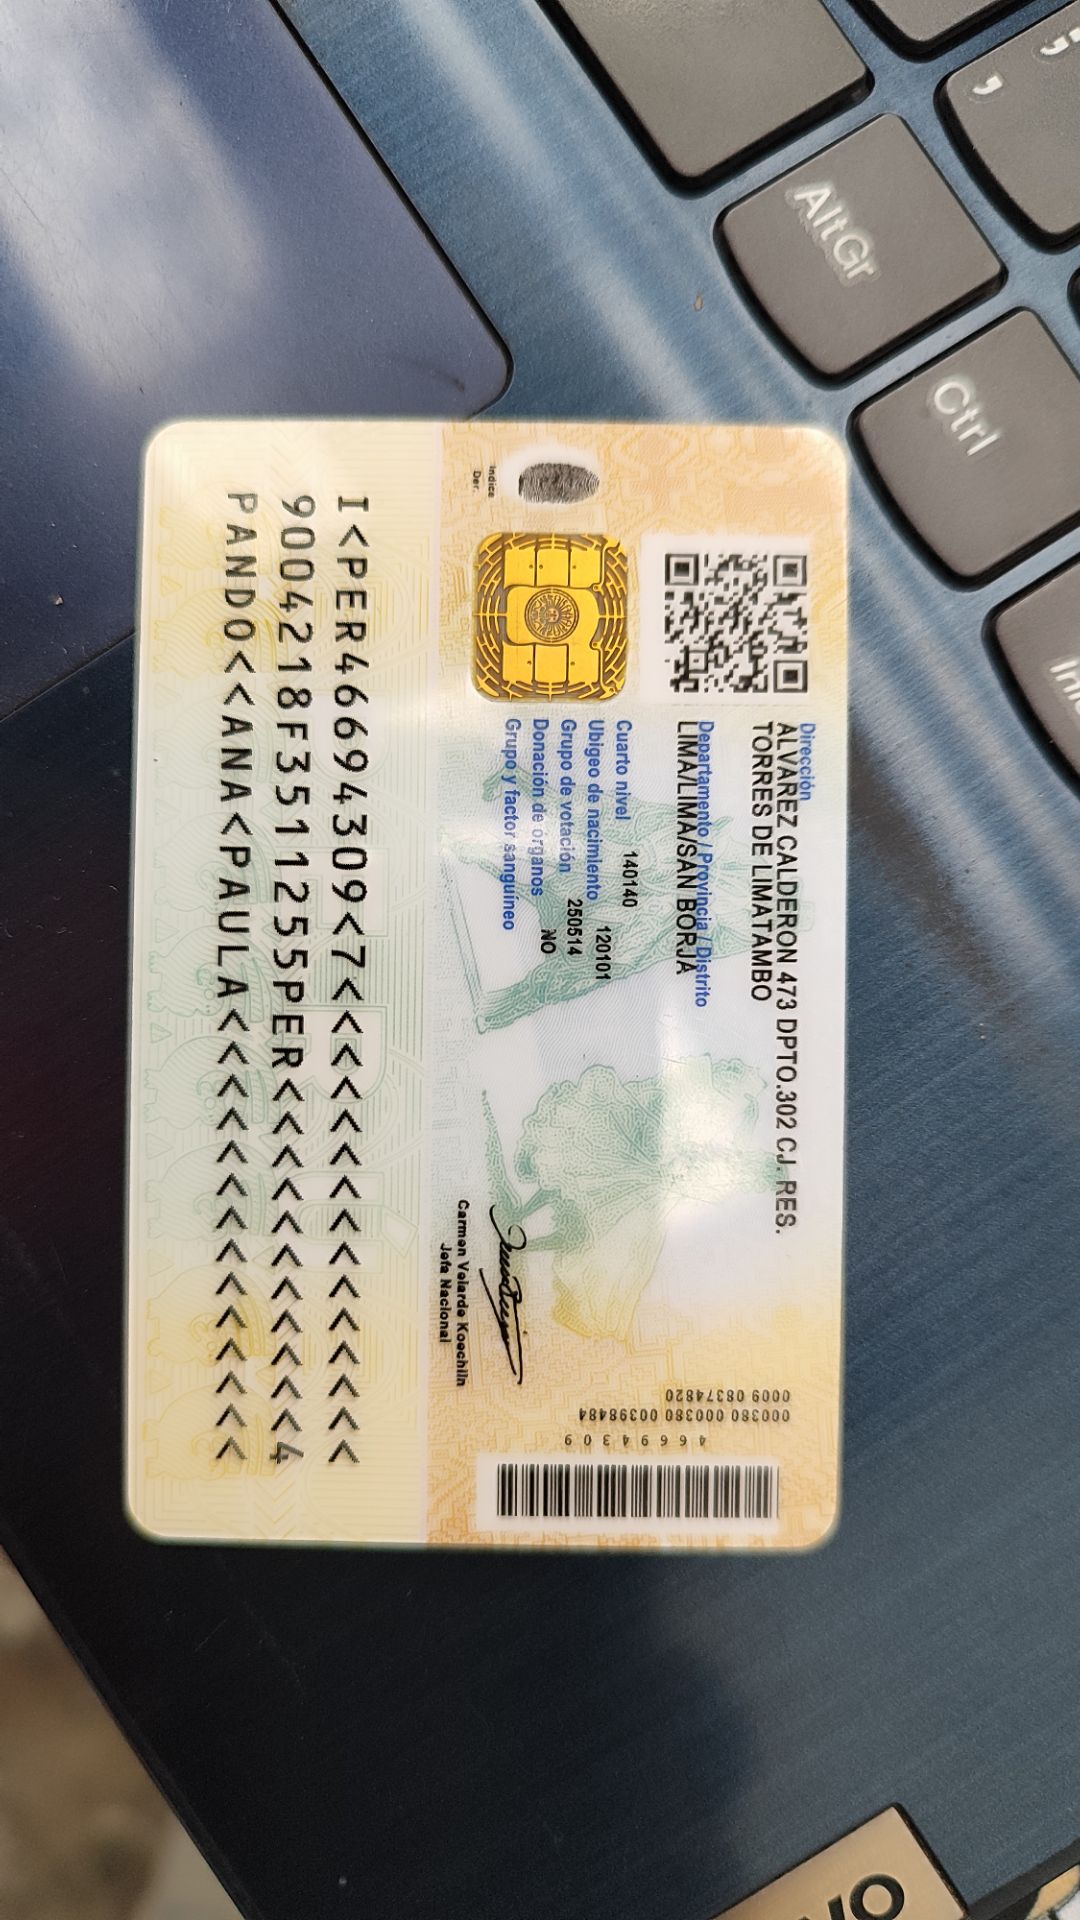 Dirección
ALVAREZ CALDERON 473 DPTO.302 CJ. RES.
TORRES DE LIMATAMBO
Departamento / Provincia / Distrito
LIMA/LIMA/SAN BORJA
Cuarto nivel 140140
Ubigeo de nacimiento 120101
Grupo de votación 250514
Donación de órganos NO
Grupo y factor sanguíneo
Indice
Der.
Carmen Velarde Koechlin
Jefa Nacional
0009 08374820
000380 000380 00398484
46694309
I<PER46694309<7<<<<<<<<<<<<<<<
9004218F3511255PER<<<<<<<<<<<4
PANDO<<ANA<PAULA<<<<<<<<<<<<<<
AltGr
Ctrl